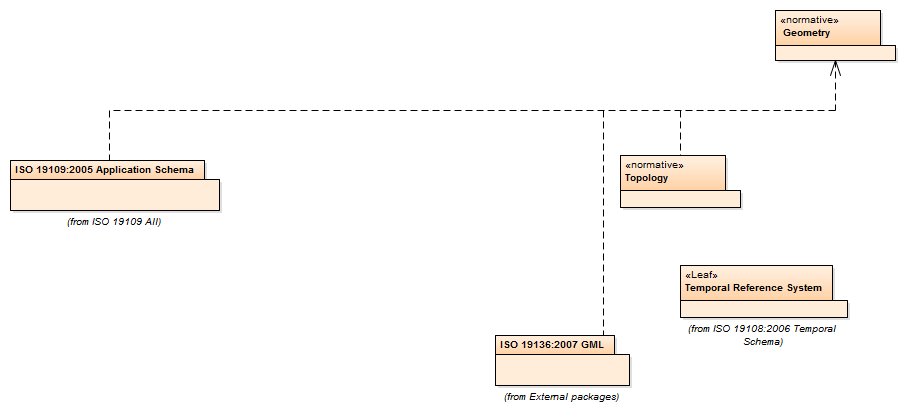 «normative»
Geometry
ISO 19109:2005 Application Schema
(from ISO 19109 All)
«normative»
Topology
«Leaf»
Temporal Reference System
(from ISO 19108:2006 Temporal
Schema)
ISO 19136:2007 GML
(from External packages)